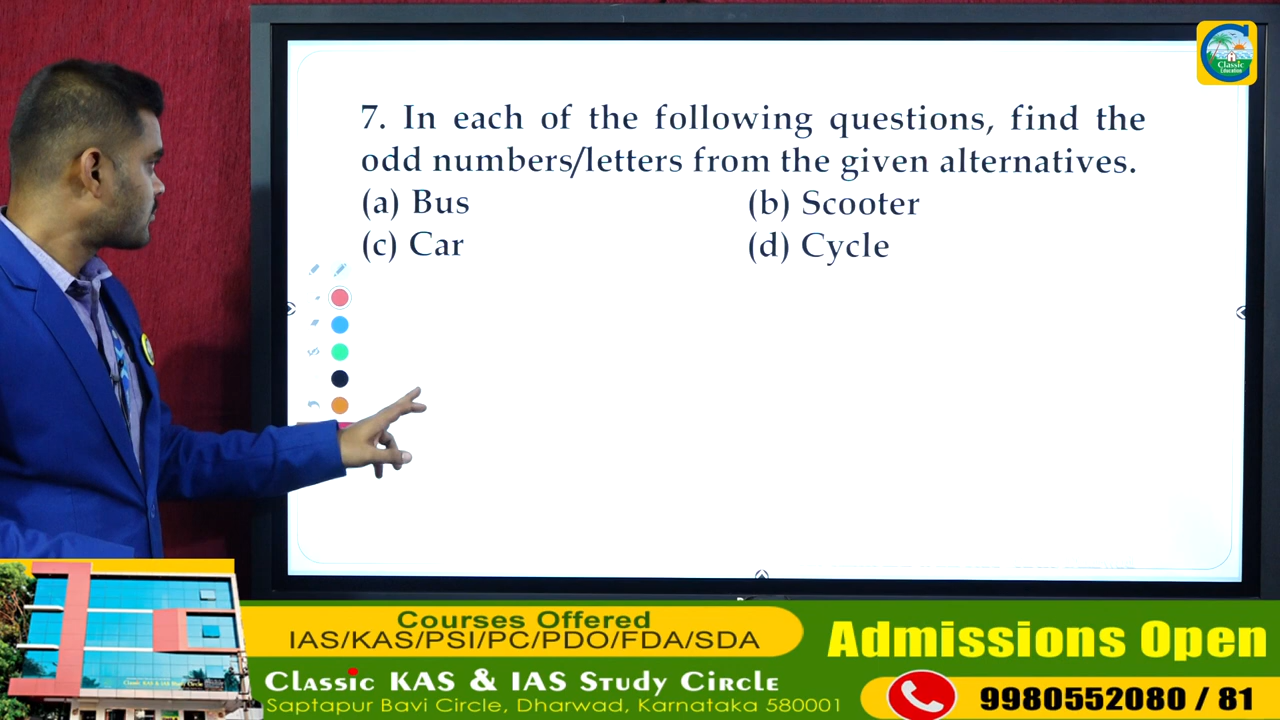 Classic
Education
7. In each of the following questions, find the
odd numbers/letters from the given alternatives.
(a) Bus (b) Scooter
(c) Car (d) Cycle
Courses Offered
IAS/KAS/PSI/PC/PDO/FDA/SDA
Admissions Open
Classic KAS & IAS Study Circle
Saptapur Bavi Circle, Dharwad, Karnataka 580001
9980552080 / 81